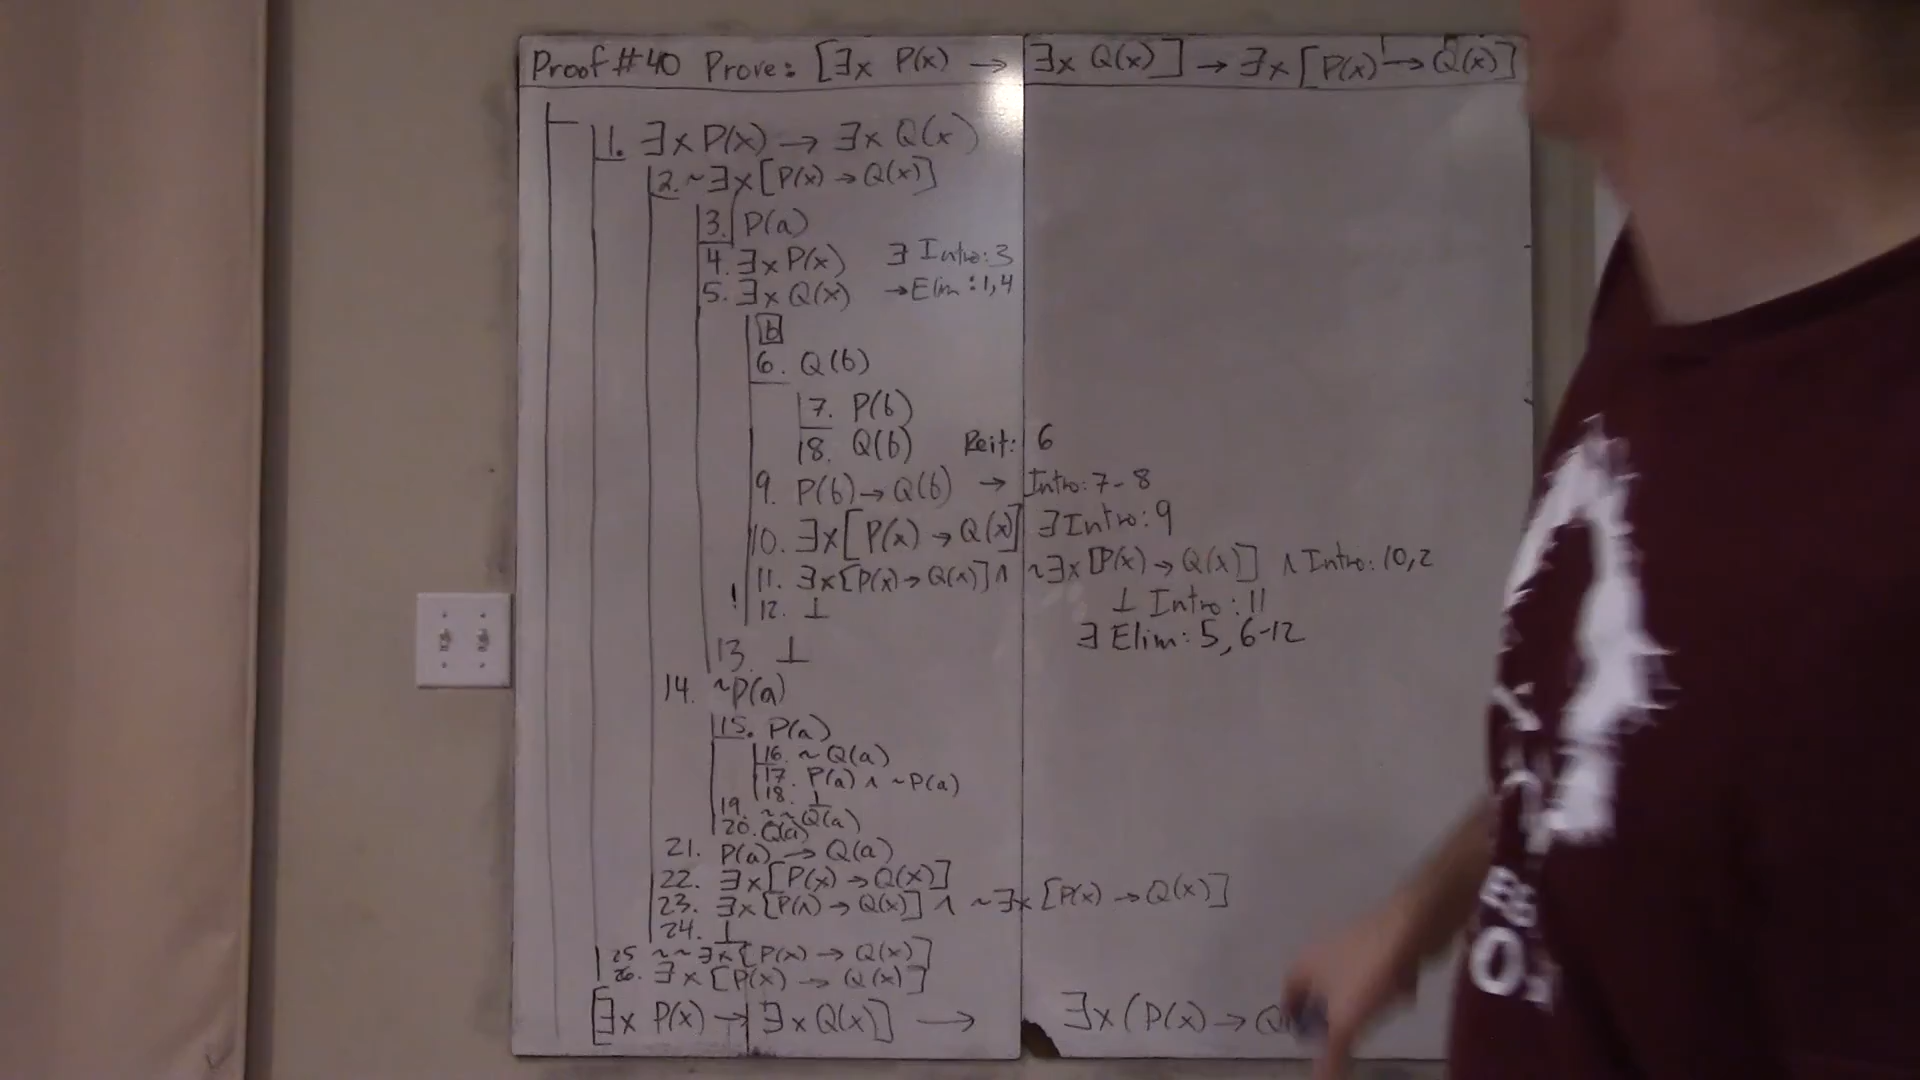 Proof #40 Prove: [∃x P(x) → ∃x Q(x)] → ∃x [P(x) → Q(x)]
1. ∃x P(x) → ∃x Q(x)
2. ~∃x [P(x) → Q(x)]
3. P(a)
4. ∃x P(x) ∃ Intro: 3
5. ∃x Q(x) → Elim: 1,4
b
6. Q(b)
7. P(b)
8. Q(b) Reit: 6
9. P(b) → Q(b) → Intro: 7-8
10. ∃x [P(x) → Q(x)] ∃ Intro: 9
11. ∃x [P(x) → Q(x)] ∧ ~∃x [P(x) → Q(x)] ∧ Intro: 10,2
12. ⊥ ⊥ Intro: 11
13. ⊥ ∃ Elim: 5, 6-12
14. ~P(a)
15. P(a)
16. ~Q(a)
17. P(a) ∧ ~P(a)
18. ⊥
19. ~~Q(a)
20. Q(a)
21. P(a) → Q(a)
22. ∃x [P(x) → Q(x)]
23. ∃x [P(x) → Q(x)] ∧ ~∃x [P(x) → Q(x)]
24. ⊥
25 ~~∃x [P(x) → Q(x)]
26. ∃x [P(x) → Q(x)]
[∃x P(x) → ∃x Q(x)] → ∃x (P(x) → Q